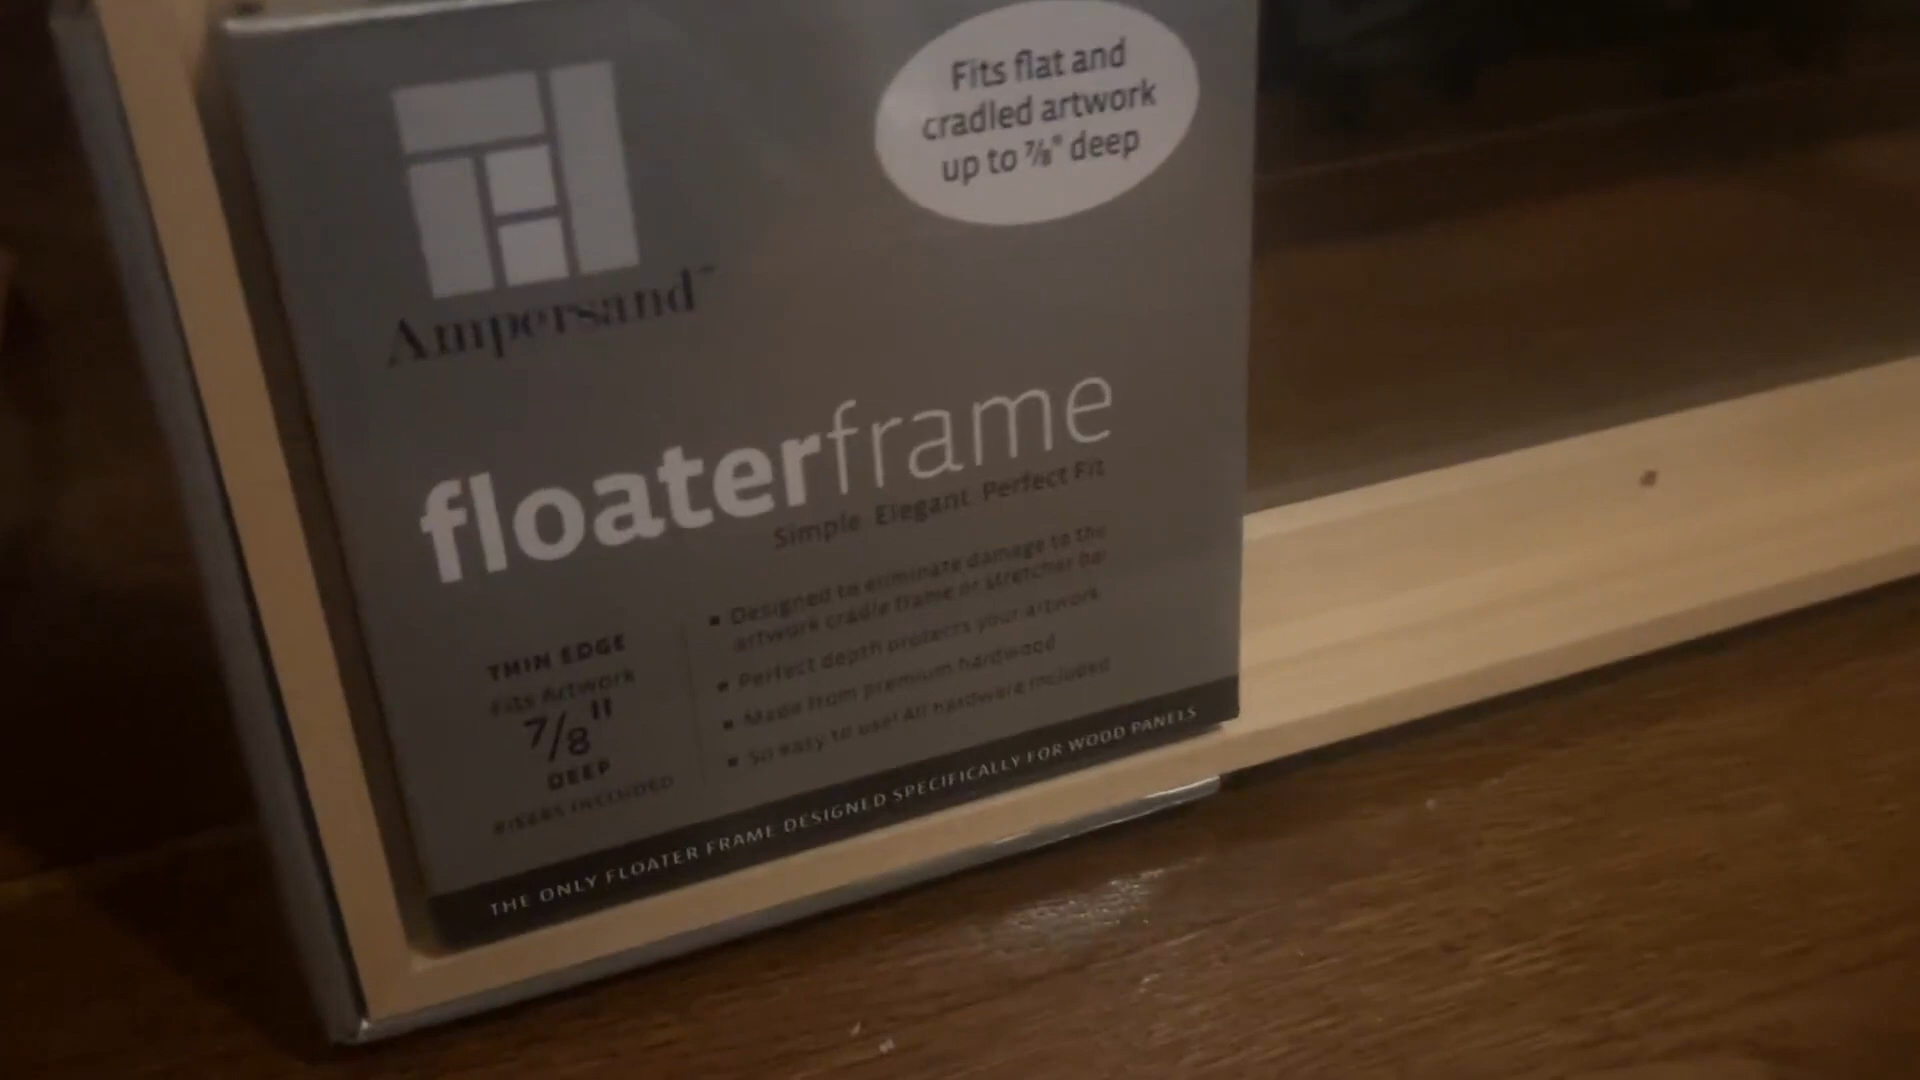 Fits flat and
cradled artwork
up to ⅞" deep
Ampersand™
floaterframe
Simple Elegant Perfect Fit
▪ Designed to eliminate damage to the
artwork cradle frame or stretcher bar
▪ Perfect depth protects your artwork
▪ Made from premium hardwood
▪ So easy to use! All hardware included
THIN EDGE
Fits Artwork
7/8"
DEEP
RISERS INCLUDED
THE ONLY FLOATER FRAME DESIGNED SPECIFICALLY FOR WOOD PANELS